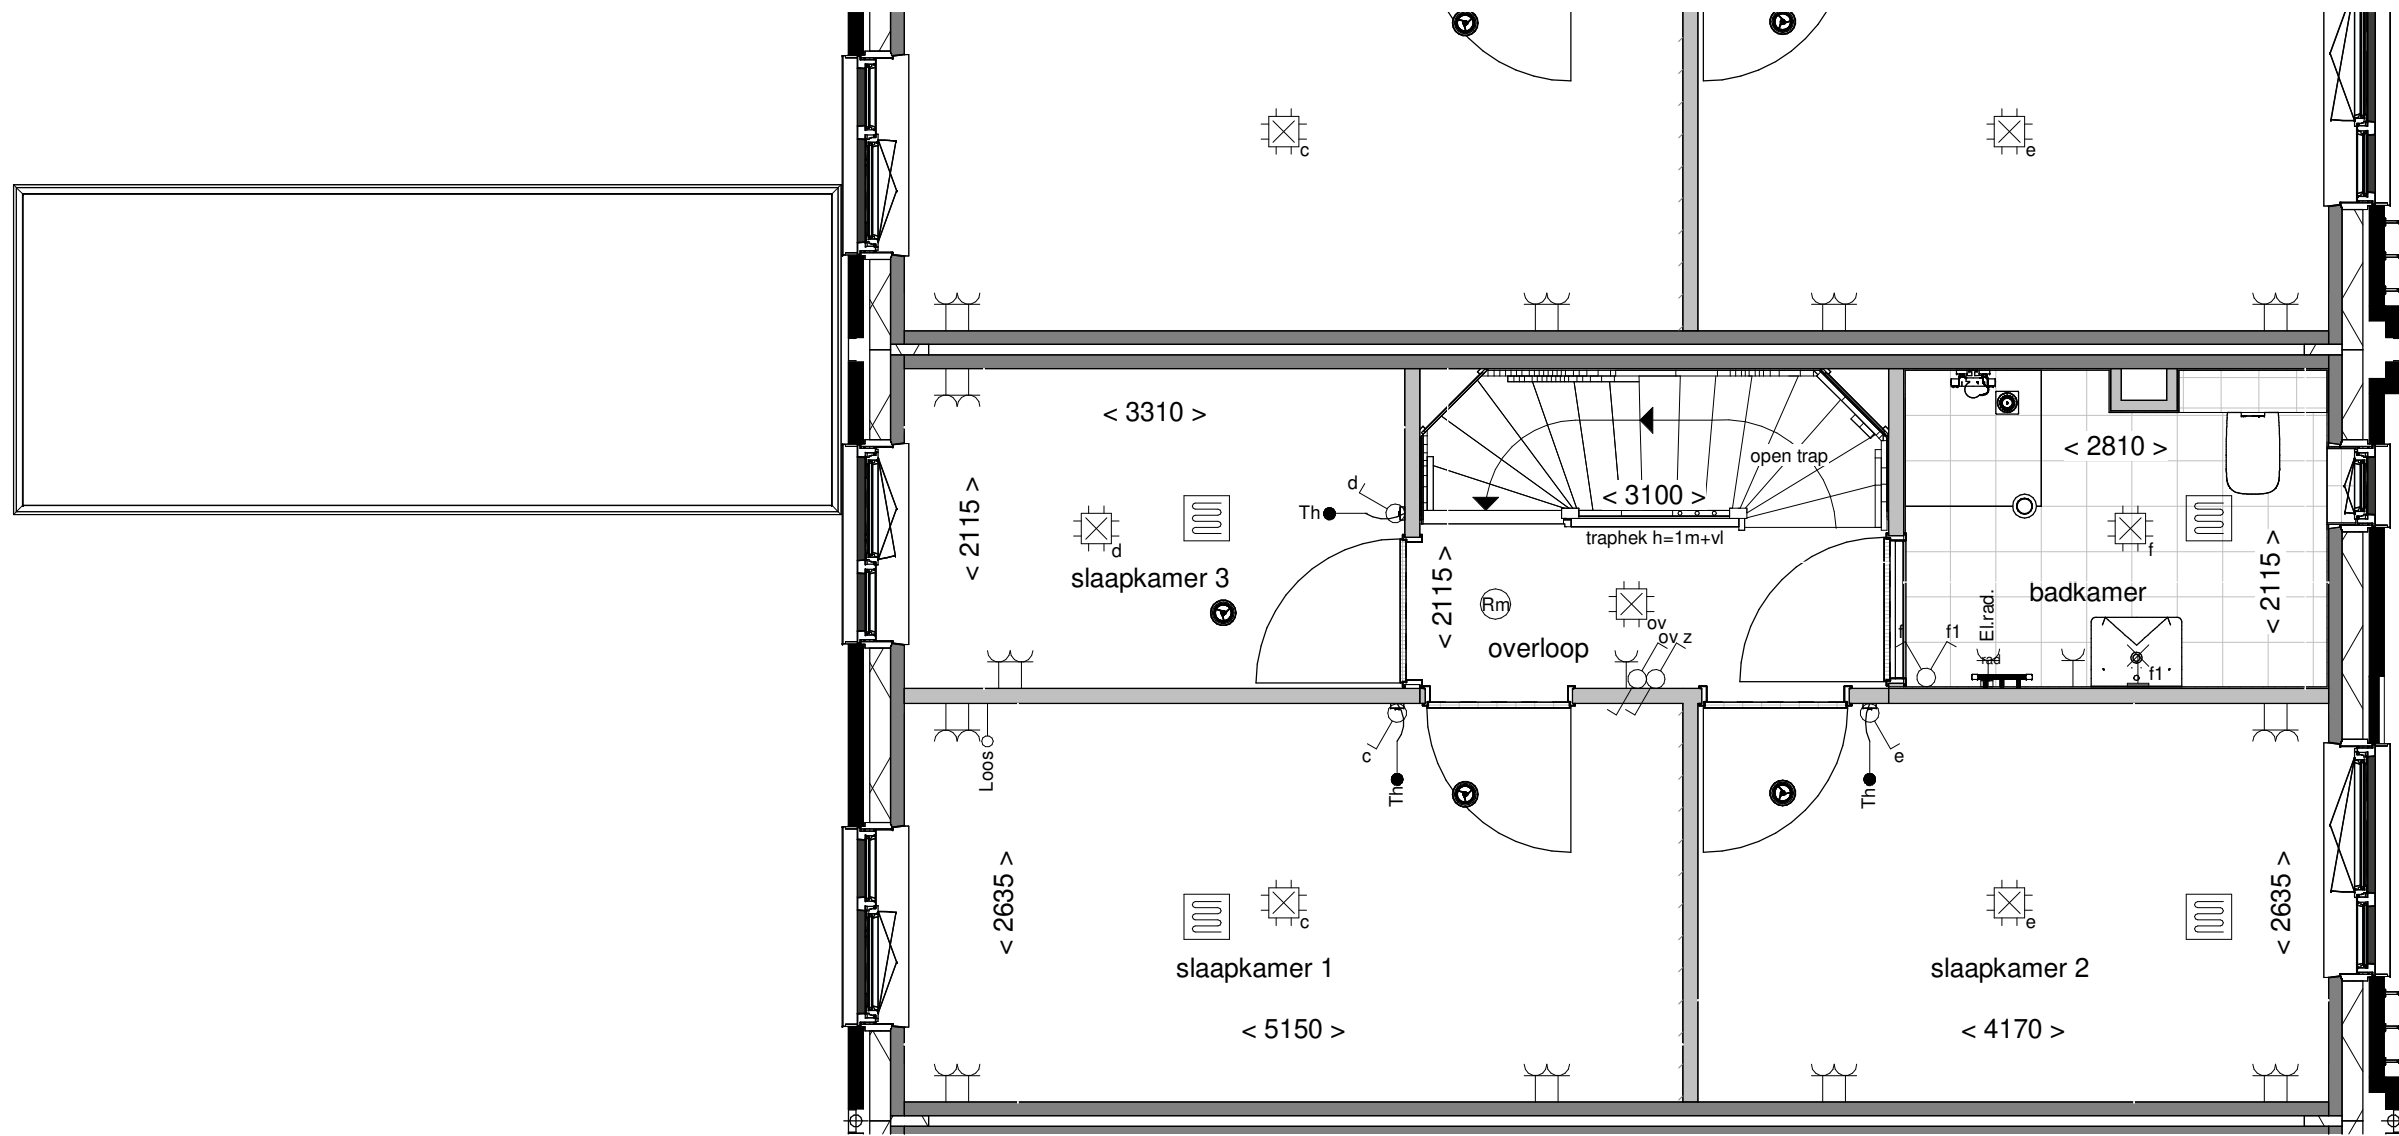 c
e
< 3310 >
< 2115 >
d
Th
d
slaapkamer 3
open trap
< 3100 >
traphek h=1m+vl
< 2115 >
Rm
ov
ov z
overloop
< 2810 >
f
< 2115 >
badkamer
El.rad.
rad
f
f1
f1
Loos
c
Th
e
Th
< 2635 >
c
slaapkamer 1
< 5150 >
e
slaapkamer 2
< 4170 >
< 2635 >